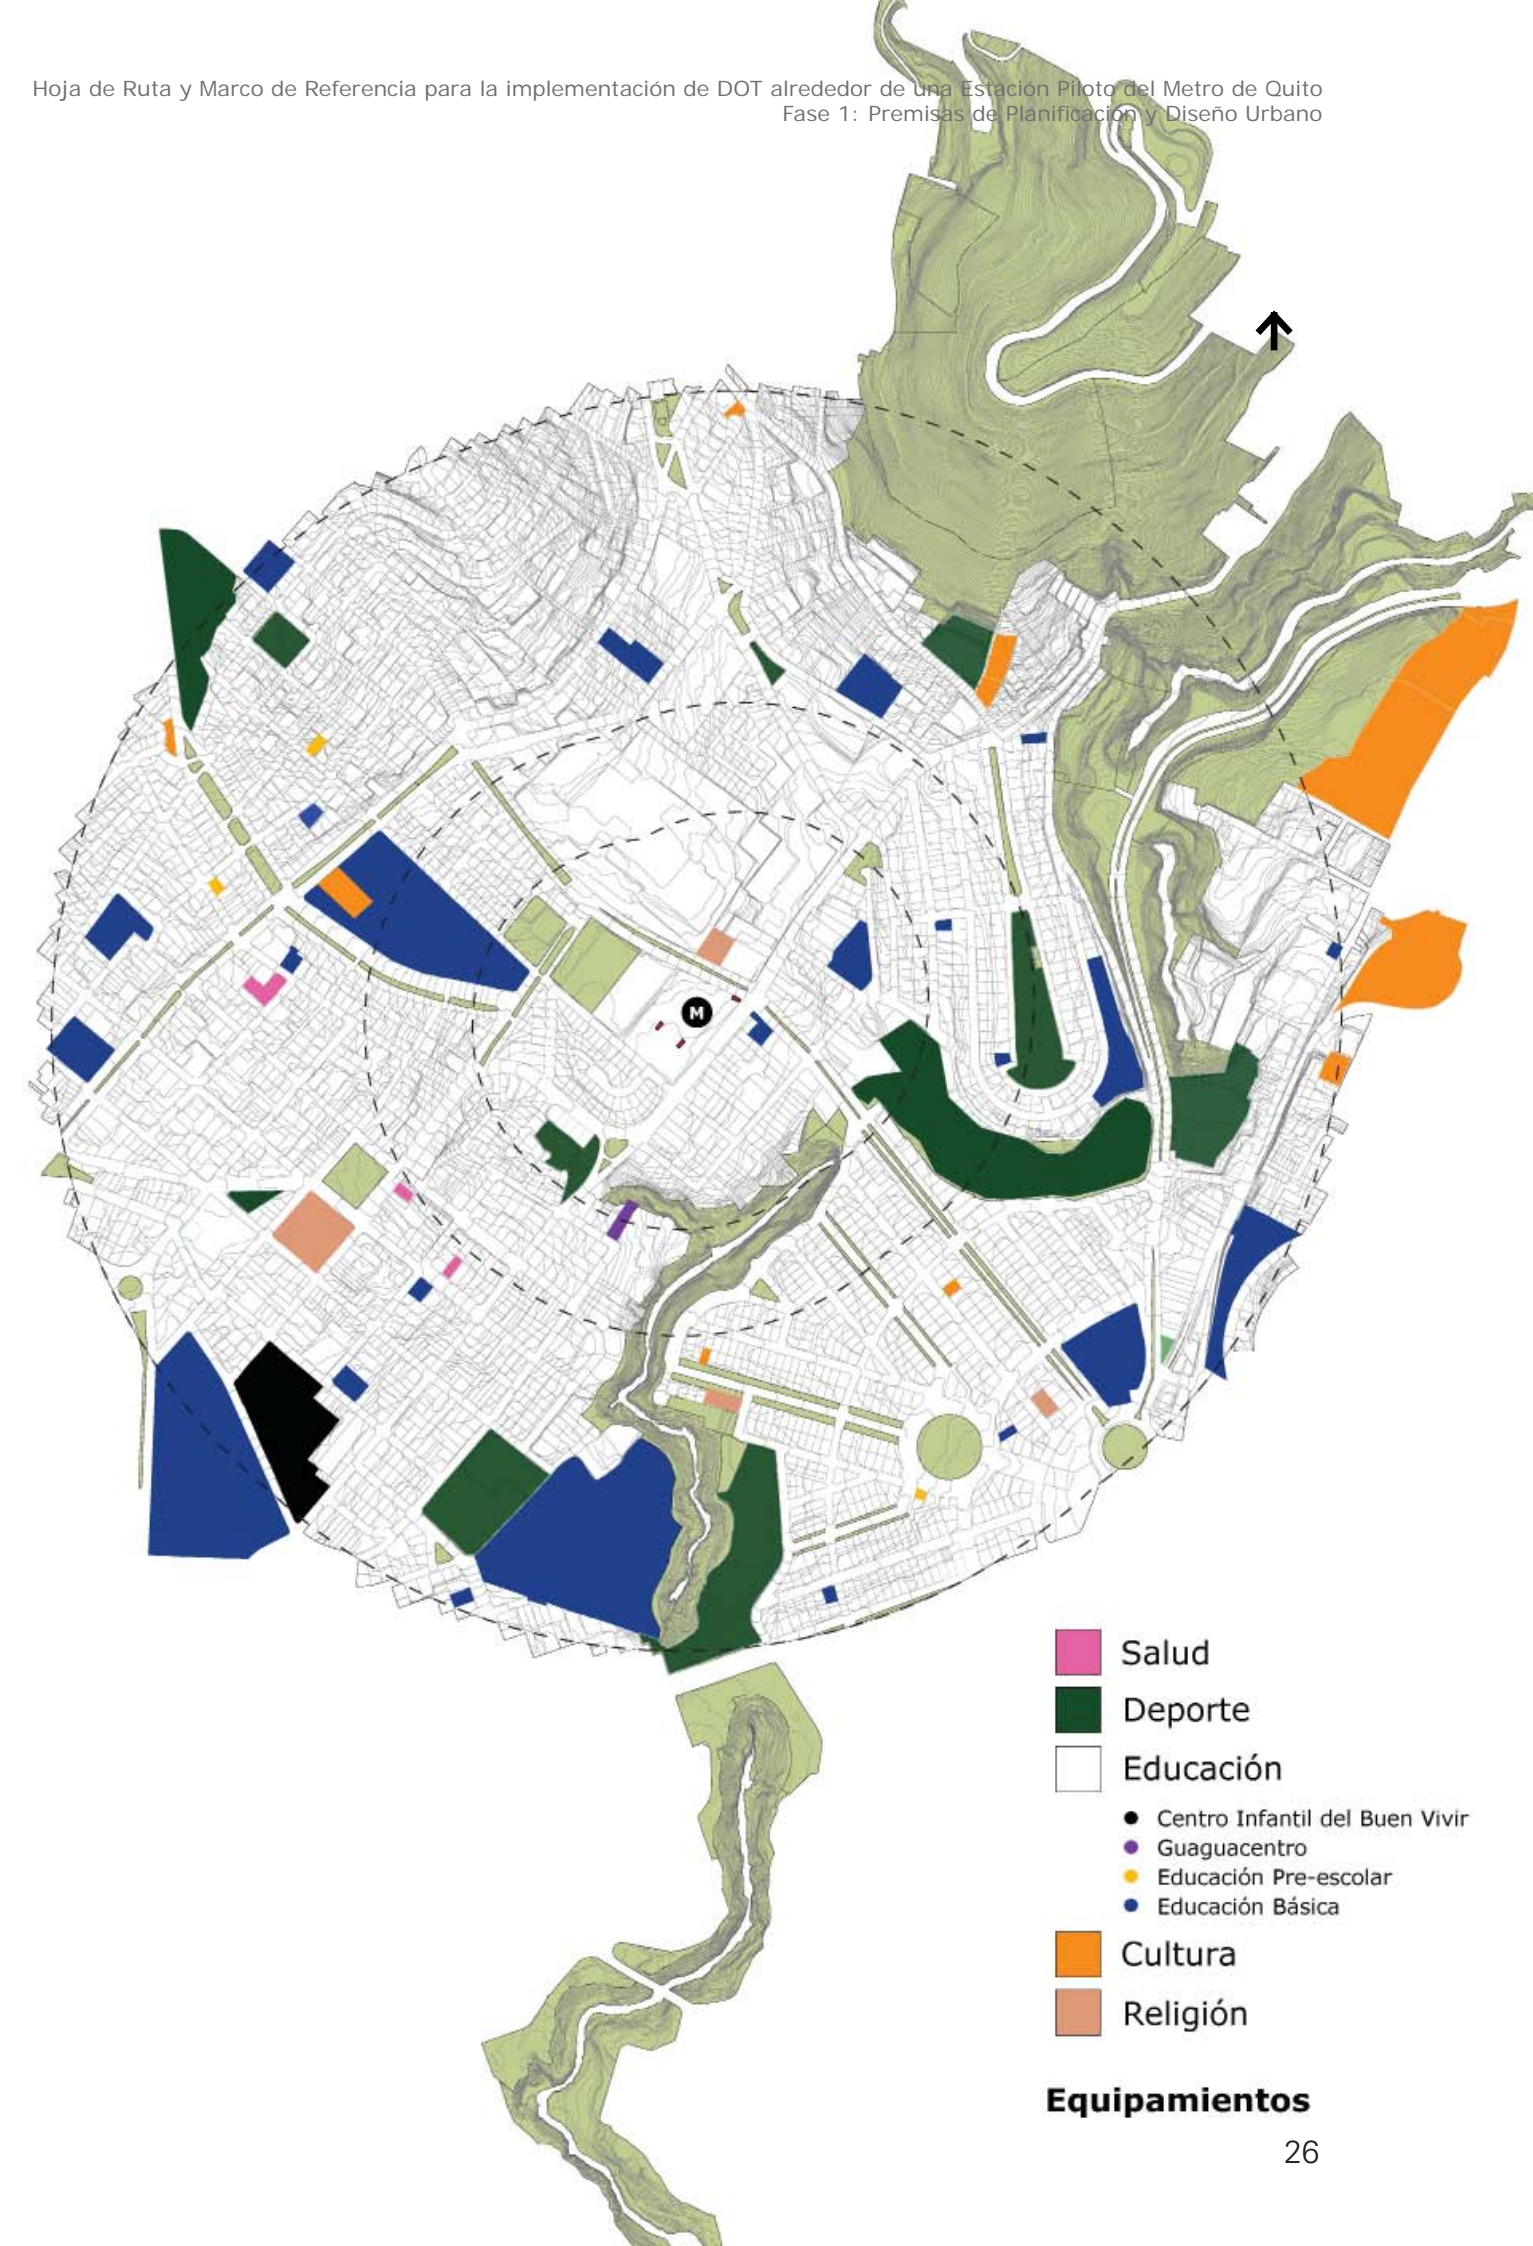 Hoja de Ruta y Marco de Referencia para la implementación de DOT alrededor de una Estación Piloto del Metro de Quito
Fase 1: Premisas de Planificación y Diseño Urbano
M
Salud
Deporte
Educación
Centro Infantil del Buen Vivir
Guaguacentro
Educación Pre-escolar
Educación Básica
Cultura
Religión
Equipamientos
26